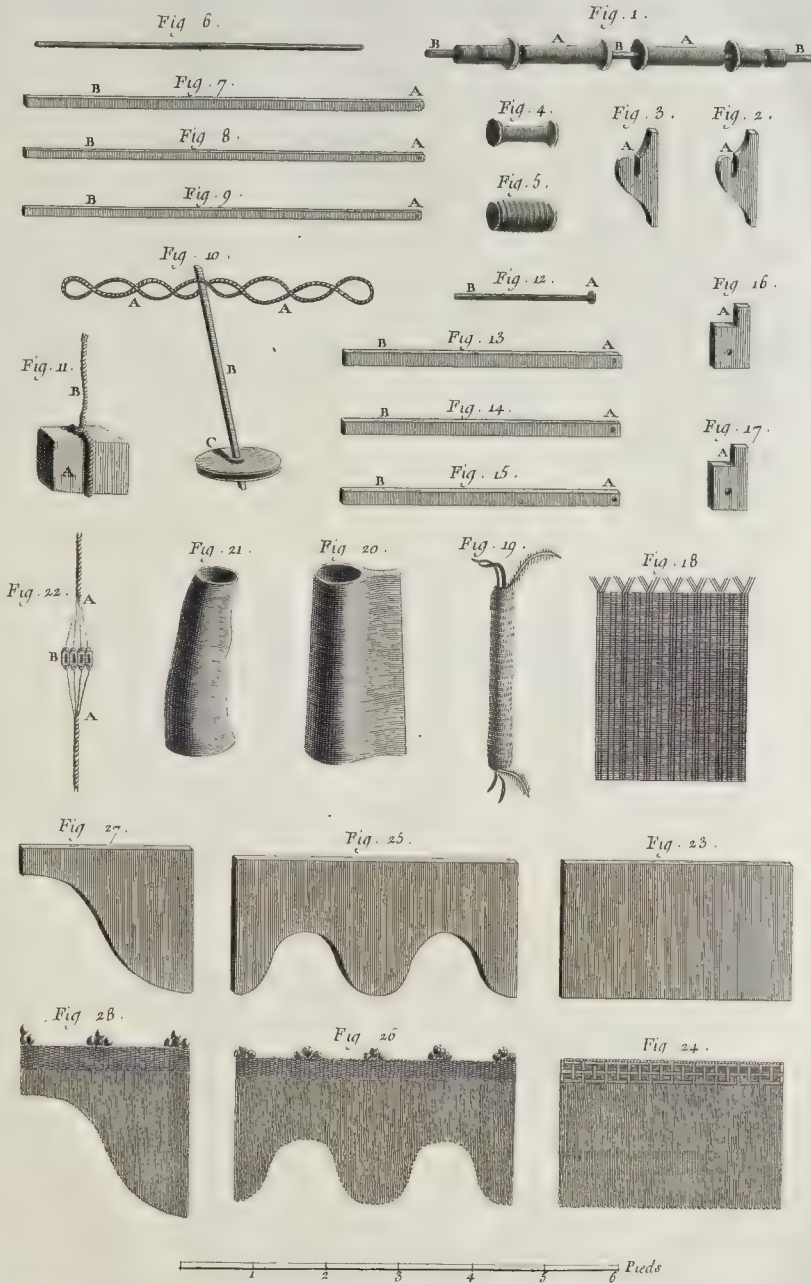 Fig 6.
Fig. 1.
B A B A B
Fig. 7.
B A
Fig. 4. Fig. 3. Fig. 2.
A A
Fig 8.
B A
Fig. 5.
Fig. 9.
B A
Fig. 10.
A A
B
C
Fig. 12.
B A
Fig 16.
A
Fig. 11.
B
A
Fig. 13
B A
Fig. 14.
B A
Fig. 17
A
Fig. 15.
B A
Fig. 22.
A
B
A
Fig. 21.
Fig. 20.
Fig. 19.
Fig. 18
Fig 27.
Fig. 25.
Fig. 23.
Fig 28.
Fig 26
Fig 24.
1 2 3 4 5 6 Pieds